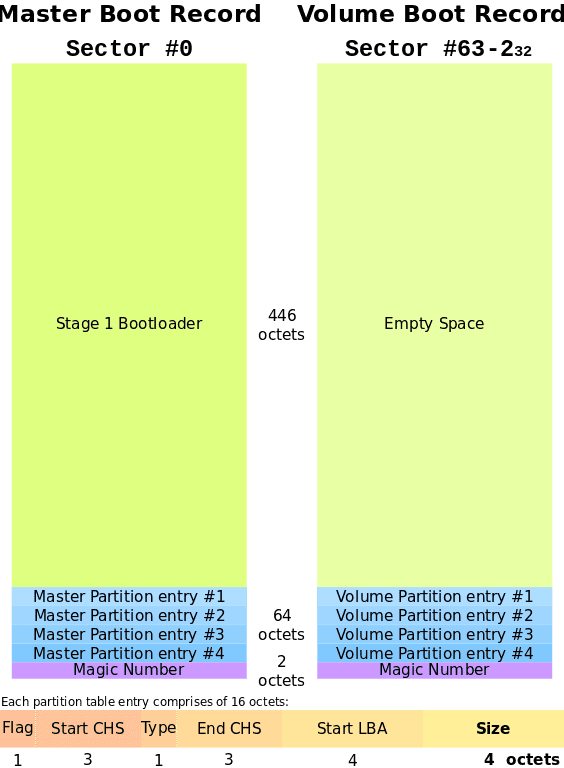 Master Boot Record
Volume Boot Record
Sector #0
Sector #63-232
Stage 1 Bootloader
446
octets
Empty Space
Master Partition entry #1
Volume Partition entry #1
Master Partition entry #2
64
Volume Partition entry #2
Master Partition entry #3
octets
Volume Partition entry #3
Master Partition entry #4
Volume Partition entry #4
Magic Number
2
octets
Magic Number
Each partition table entry comprises of 16 octets:
Flag Start CHS Type End CHS Start LBA Size
1 3 1 3 4 4 octets